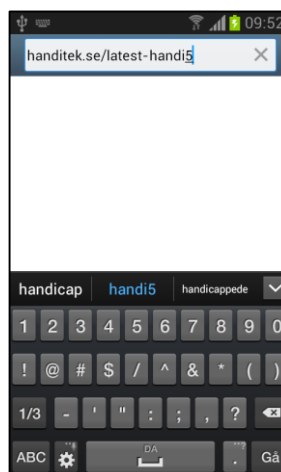 09:52
handitek.se/latest-handi5
handicap handi5 handicappede
1 2 3 4 5 6 7 8 9 0
! @ # $ / ^ & * ( )
1/3 - ' " : ; , ? 
ABC DA . Gå